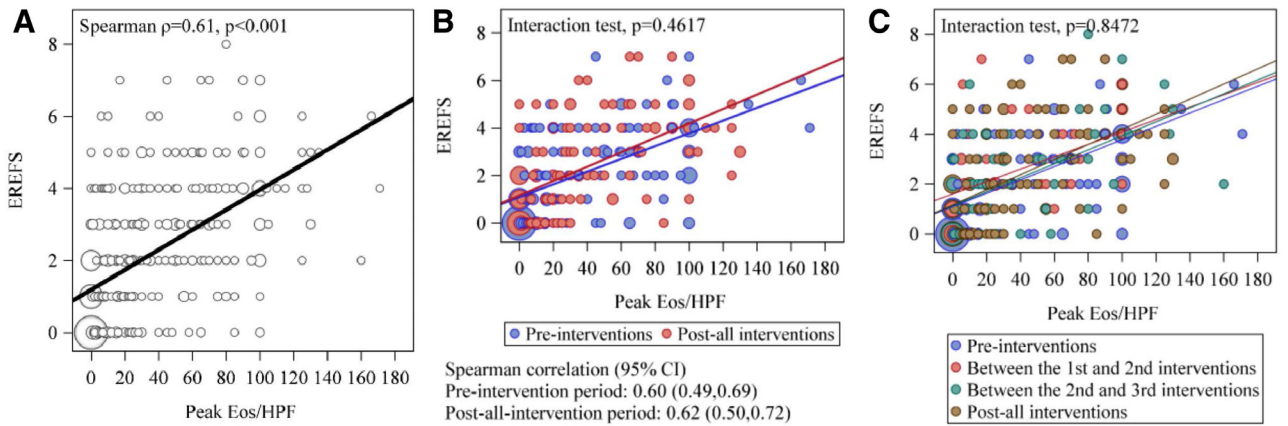 A
Spearman ρ=0.61, p<0.001
8
6
4
2
0
EREFS
0 20 40 60 80 100 120 140 160 180
Peak Eos/HPF
B
Interaction test, p=0.4617
8
6
4
2
0
EREFS
0 20 40 60 80 100 120 140 160 180
Peak Eos/HPF
Pre-interventions Post-all interventions
Spearman correlation (95% CI)
Pre-intervention period: 0.60 (0.49,0.69)
Post-all-intervention period: 0.62 (0.50,0.72)
C
Interaction test, p=0.8472
8
6
4
2
0
EREFS
0 20 40 60 80 100 120 140 160 180
Peak Eos/HPF
Pre-interventions
Between the 1st and 2nd interventions
Between the 2nd and 3rd interventions
Post-all interventions